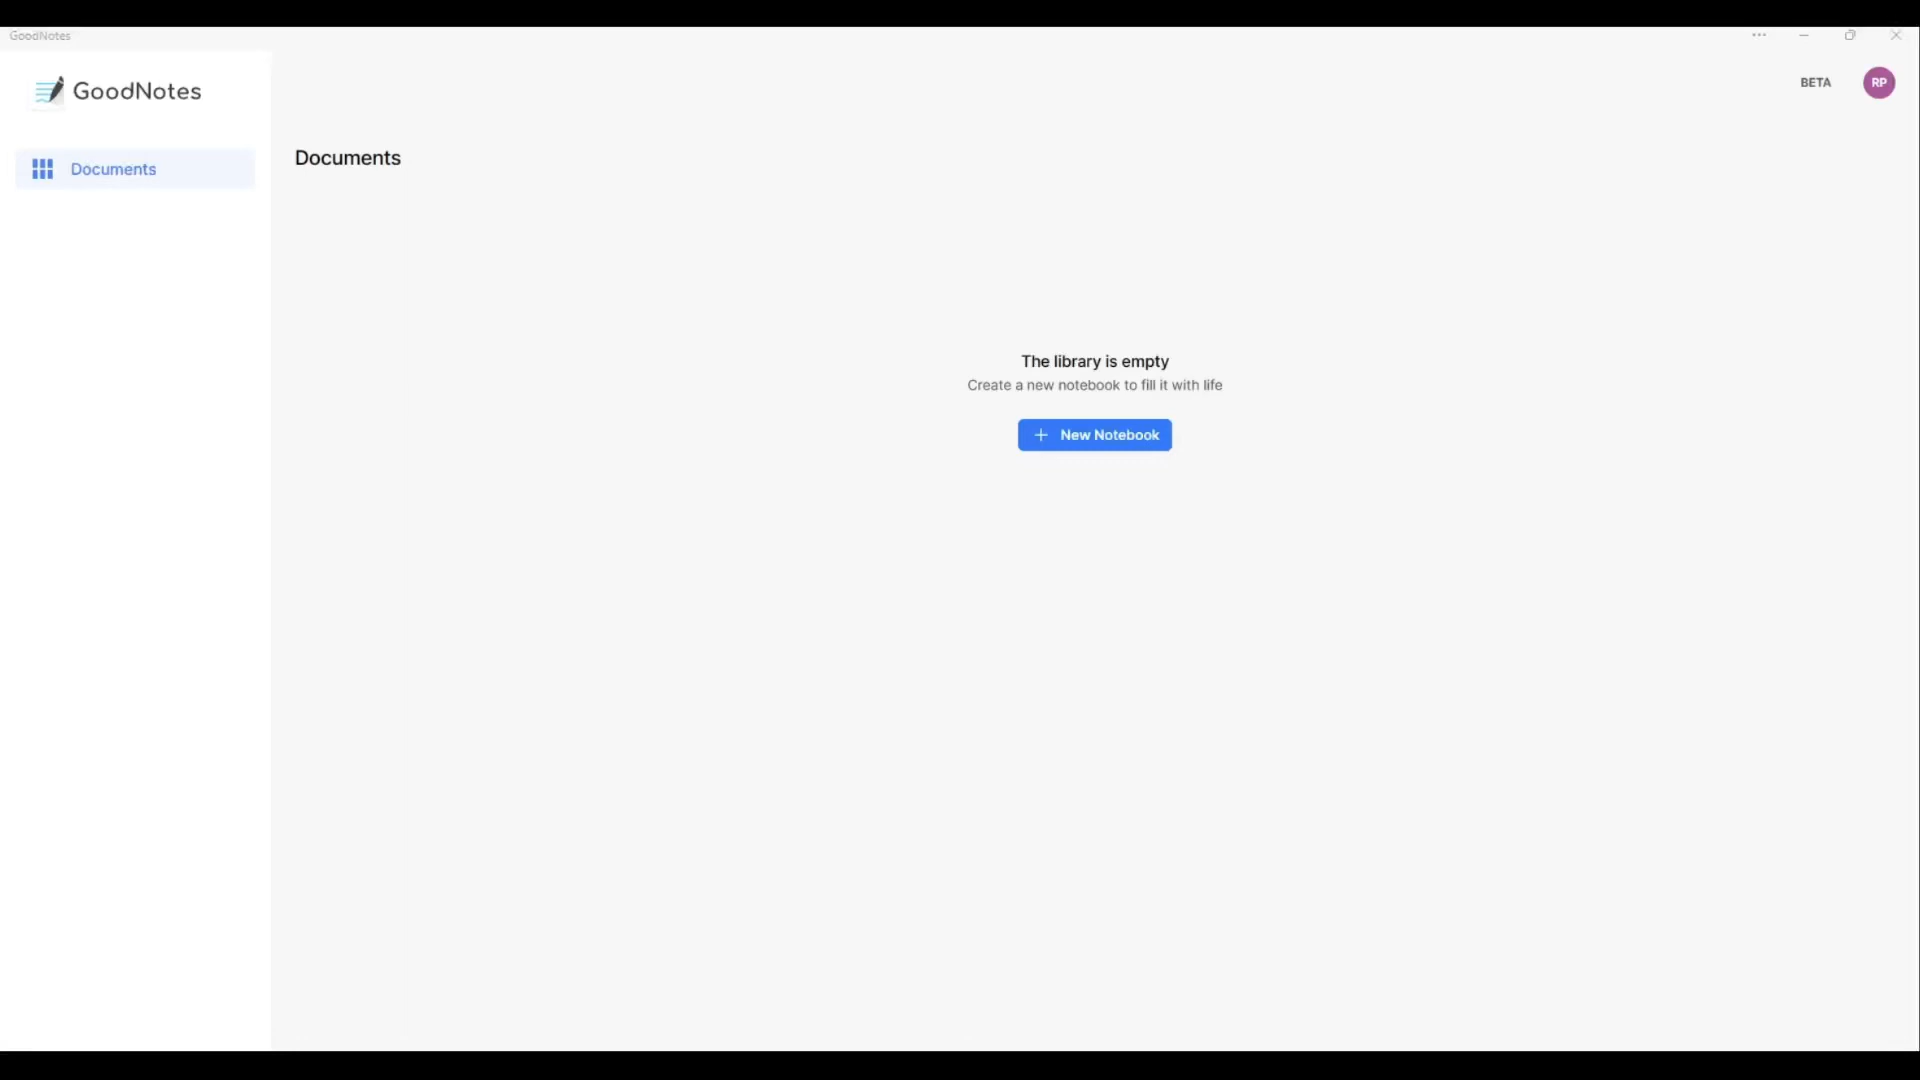 GoodNotes
GoodNotes
BETA
RP
Documents
Documents
The library is empty
Create a new notebook to fill it with life
+ New Notebook